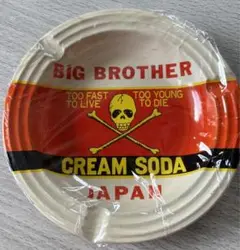 BIG BROTHER
TOO FAST TO LIVE
TOO YOUNG TO DIE
CREAM SODA
JAPAN